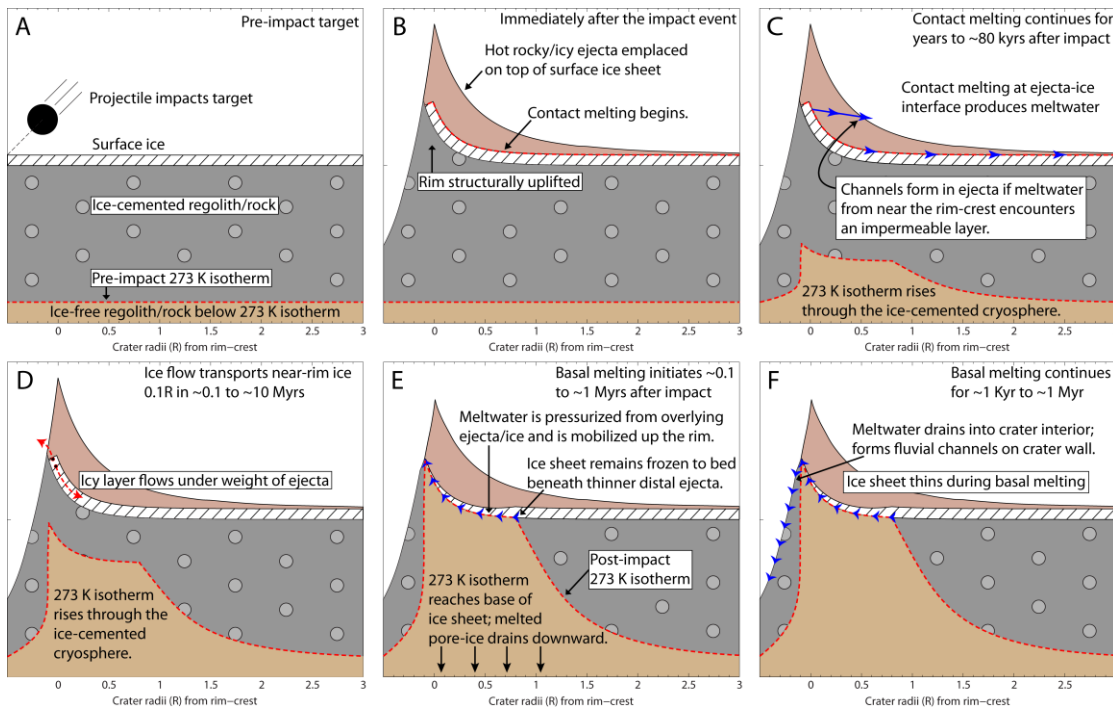 A
Pre-impact target
Projectile impacts target
Surface ice
Ice-cemented regolith/rock
Pre-impact 273 K isotherm
Ice-free regolith/rock below 273 K isotherm
0 0.5 1 1.5 2 2.5 3
Crater radii (R) from rim−crest
B
Immediately after the impact event
Hot rocky/icy ejecta emplaced
on top of surface ice sheet
Contact melting begins.
Rim structurally uplifted
0 0.5 1 1.5 2 2.5 3
Crater radii (R) from rim−crest
C
Contact melting continues for
years to ~80 kyrs after impact
Contact melting at ejecta-ice
interface produces meltwater
Channels form in ejecta if meltwater
from near the rim-crest encounters
an impermeable layer.
273 K isotherm rises
through the ice-cemented cryosphere.
0 0.5 1 1.5 2 2.5
Crater radii (R) from rim−crest
D
Ice flow transports near-rim ice
0.1R in ~0.1 to ~10 Myrs
Icy layer flows under weight of ejecta
273 K isotherm
rises through the
ice-cemented
cryosphere.
0 0.5 1 1.5 2 2.5 3
Crater radii (R) from rim−crest
E
Basal melting initiates ~0.1
to ~1 Myrs after impact
Meltwater is pressurized from overlying
ejecta/ice and is mobilized up the rim.
Ice sheet remains frozen to bed
beneath thinner distal ejecta.
Post-impact
273 K isotherm
273 K isotherm
reaches base of
ice sheet; melted
pore-ice drains downward.
0 0.5 1 1.5 2 2.5 3
Crater radii (R) from rim−crest
F
Basal melting continues
for ~1 Kyr to ~1 Myr
Meltwater drains into crater interior;
forms fluvial channels on crater wall.
Ice sheet thins during basal melting
0 0.5 1 1.5 2 2.5
Crater radii (R) from rim−crest